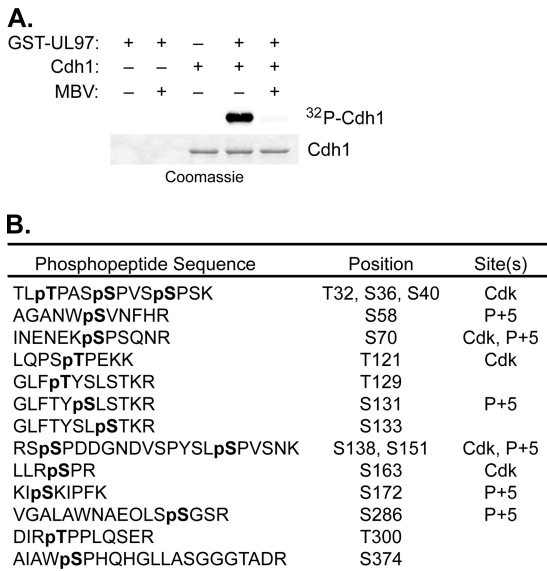 A.
GST-UL97: + + – + +
Cdh1: – – + + +
MBV: – + – – +
32P-Cdh1
Cdh1
Coomassie
B.
Phosphopeptide Sequence Position Site(s)
TLpTPASpSPVSpSPSK T32, S36, S40 Cdk
AGANWpSVNFHR S58 P+5
INENEKpSPSQNR S70 Cdk, P+5
LQPSpTPEKK T121 Cdk
GLFpTYSLSTKR T129
GLFTYpSLSTKR S131 P+5
GLFTYSLpSTKR S133
RSpSPDDGNDVSPYSLpSPVSNK S138, S151 Cdk, P+5
LLRpSPR S163 Cdk
KIpSKIPFK S172 P+5
VGALAWNAEOLSpSGSR S286 P+5
DIRpTPPLQSER T300
AIAWpSPHQHGLLASGGGTADR S374